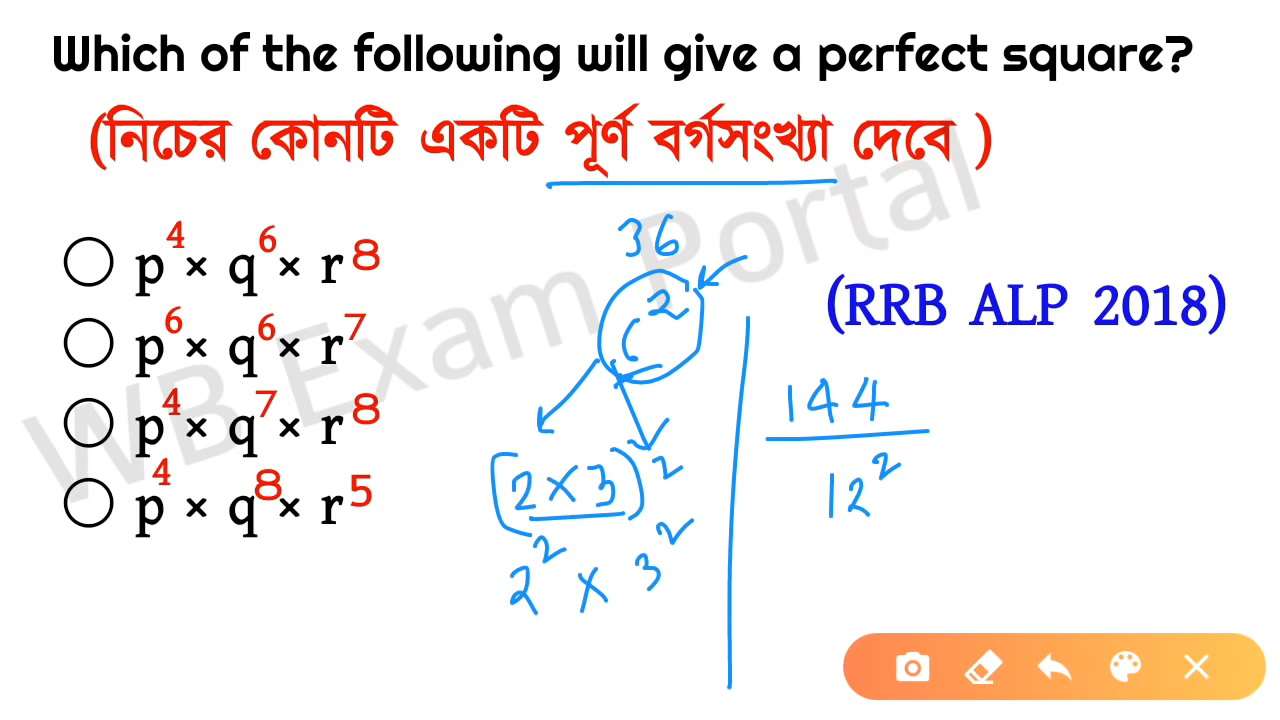 Which of the following will give a perfect square?
(নিচের কোনটি একটি পূর্ণ বর্গসংখ্যা দেবে )
p⁴ × q⁶ × r⁸
p⁶ × q⁶ × r⁷
p⁴ × q⁷ × r⁸
p⁴ × q⁸ × r⁵
36
6²
(2 × 3)²
2² × 3²
(RRB ALP 2018)
144
12²
WB Exam Portal